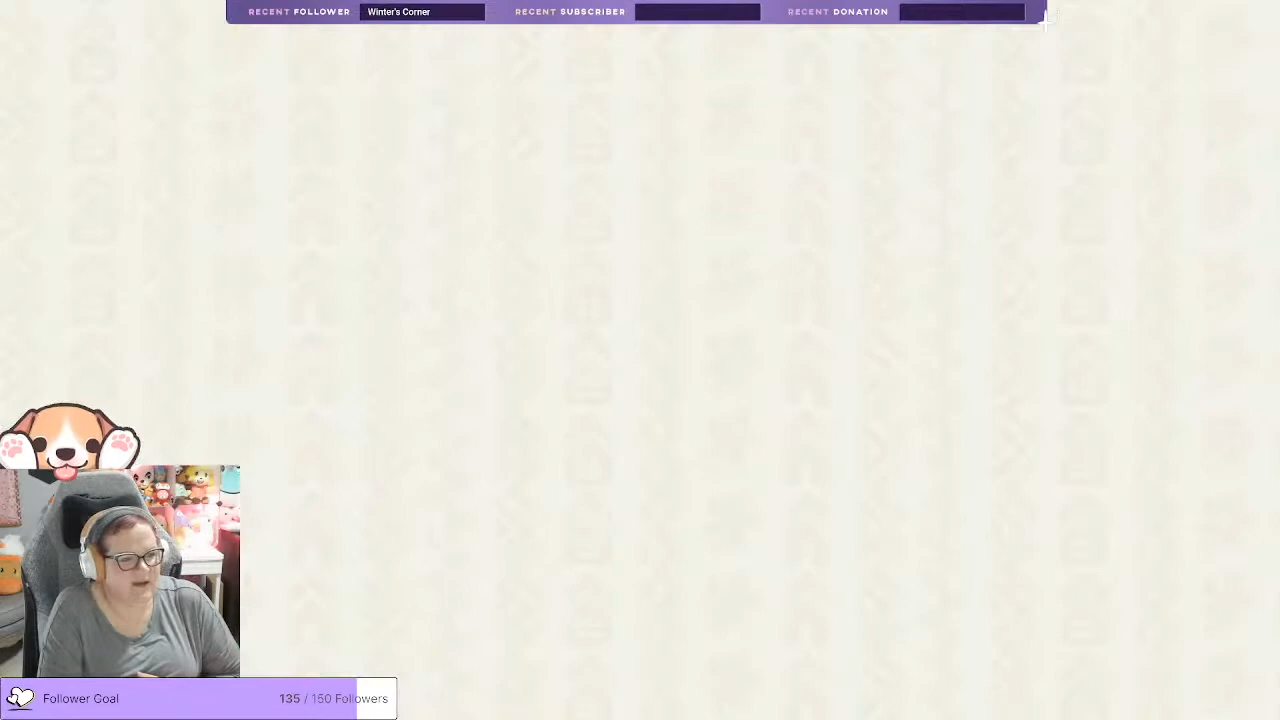 RECENT FOLLOWER Winter's Corner RECENT SUBSCRIBER RECENT DONATION
Follower Goal 135 / 150 Followers